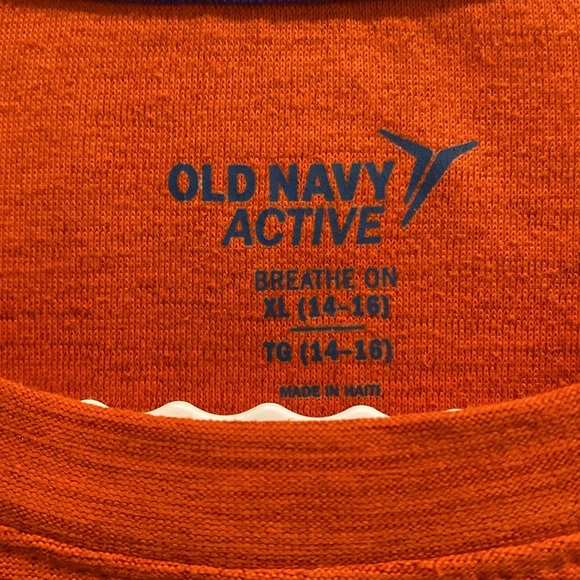 OLD NAVY
ACTIVE
BREATHE ON
XL (14-16)
TG (14-16)
MADE IN HAITI